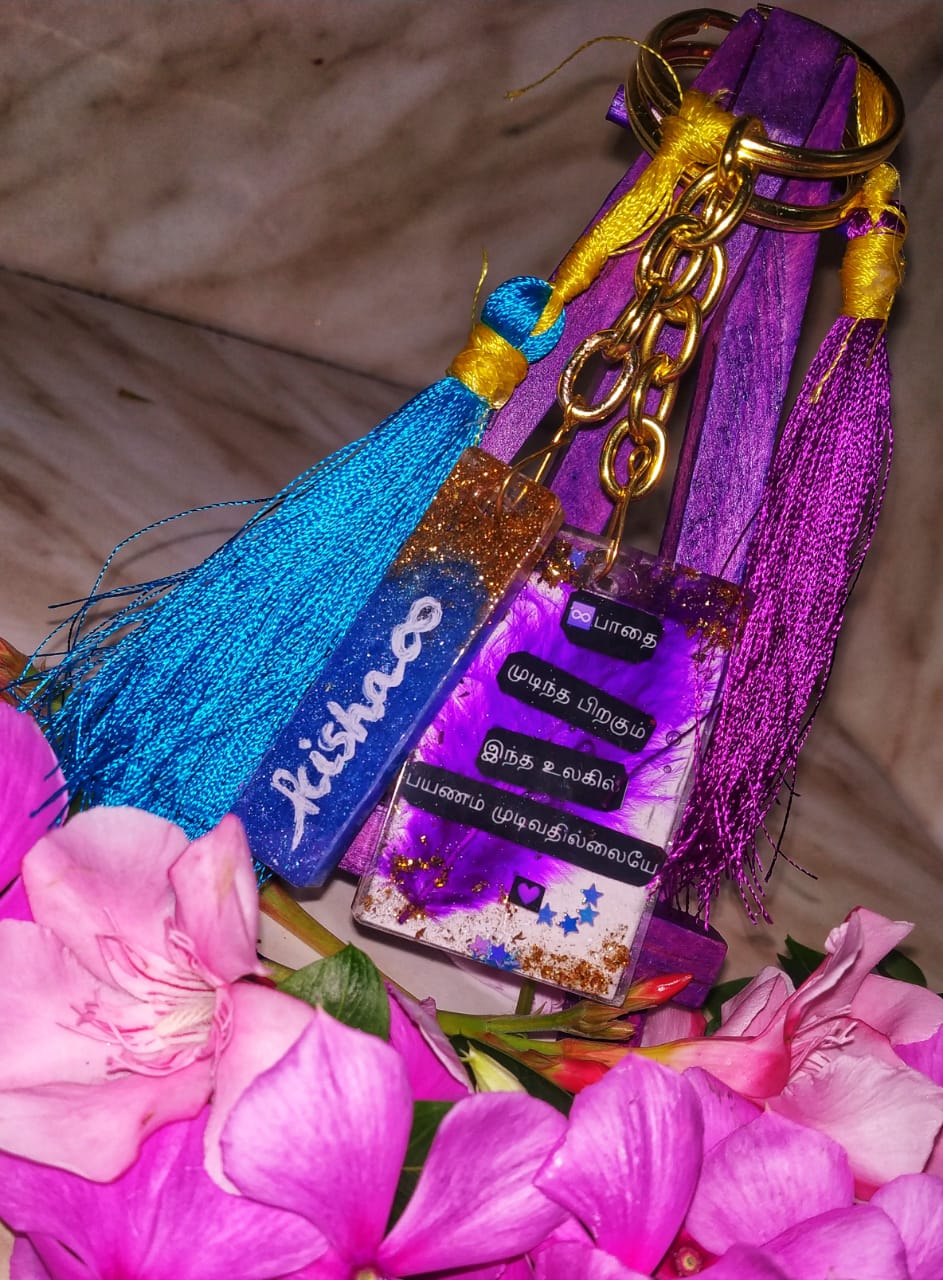 kishaa∞
∞பாதை
முடிந்த பிறகும்
இந்த உலகில்
பயணம் முடிவதில்லையே